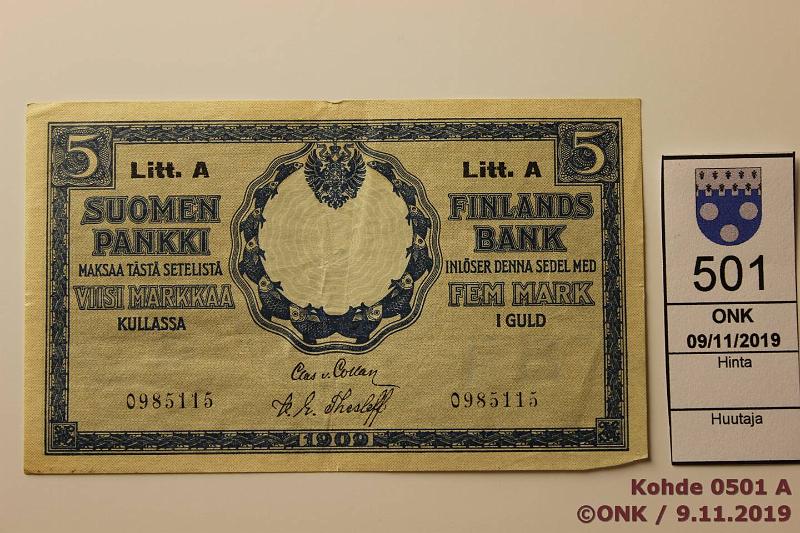 5
5
Litt. A
Litt. A
SUOMEN
PANKKI
MAKSAA TÄSTÄ SETELISTÄ
VIISI MARKKAA
KULLASSA
FINLANDS
BANK
INLÖSER DENNA SEDEL MED
FEM MARK
I GULD
Clas v. Collan
0985115
0985115
1909
501
ONK
09/11/2019
Hinta
Huutaja
Kohde 0501 A
©ONK / 9.11.2019